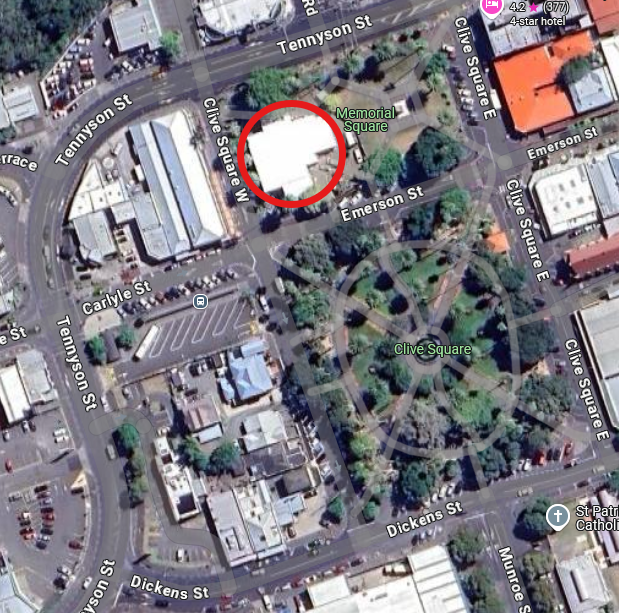 4.2 ★ (377)
4-star hotel
Rd
Tennyson St
Clive Square E
Tennyson St
Clive Square W
Memorial
Square
Emerson St
Emerson St
Clive Square E
Carlyle St
Tennyson St
Clive Square
Clive Square E
Dickens St
St Patri
Catholi
Munroe S
Dickens St
yson St
errace
e St